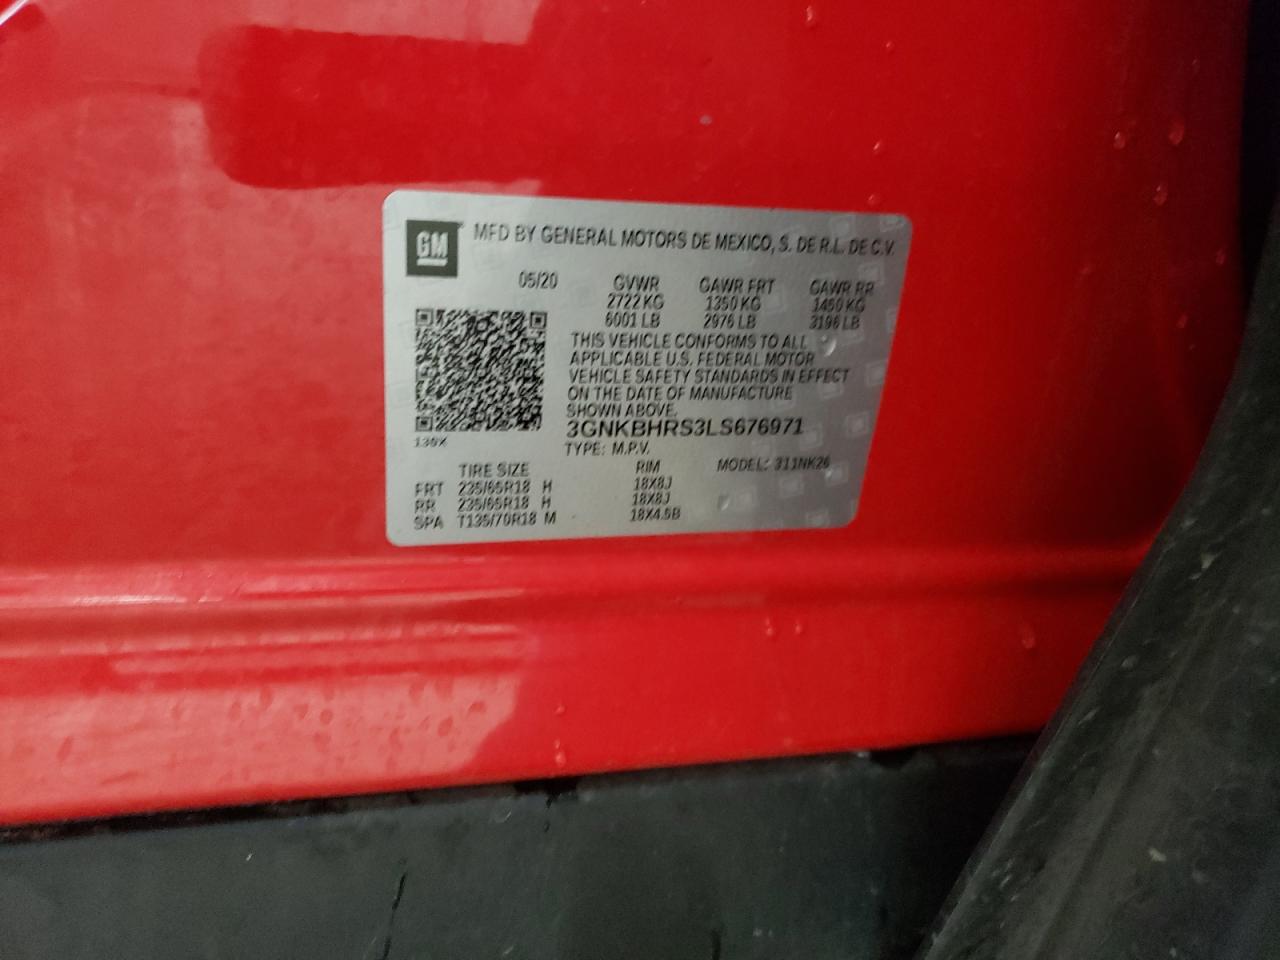 GM MFD BY GENERAL MOTORS DE MEXICO, S. DE R.L. DE C.V.
05/20 GVWR GAWR FRT GAWR RR
2722 KG 1350 KG 1450 KG
6001 LB 2976 LB 3196 LB
THIS VEHICLE CONFORMS TO ALL
APPLICABLE U.S. FEDERAL MOTOR
VEHICLE SAFETY STANDARDS IN EFFECT
ON THE DATE OF MANUFACTURE
SHOWN ABOVE.
3GNKBHRS3LS676971
139X TYPE: M.P.V.
TIRE SIZE RIM MODEL: 311NK26
FRT 235/65R18 H 18X8J
RR 235/65R18 H 18X8J
SPA T135/70R18 M 18X4.5B